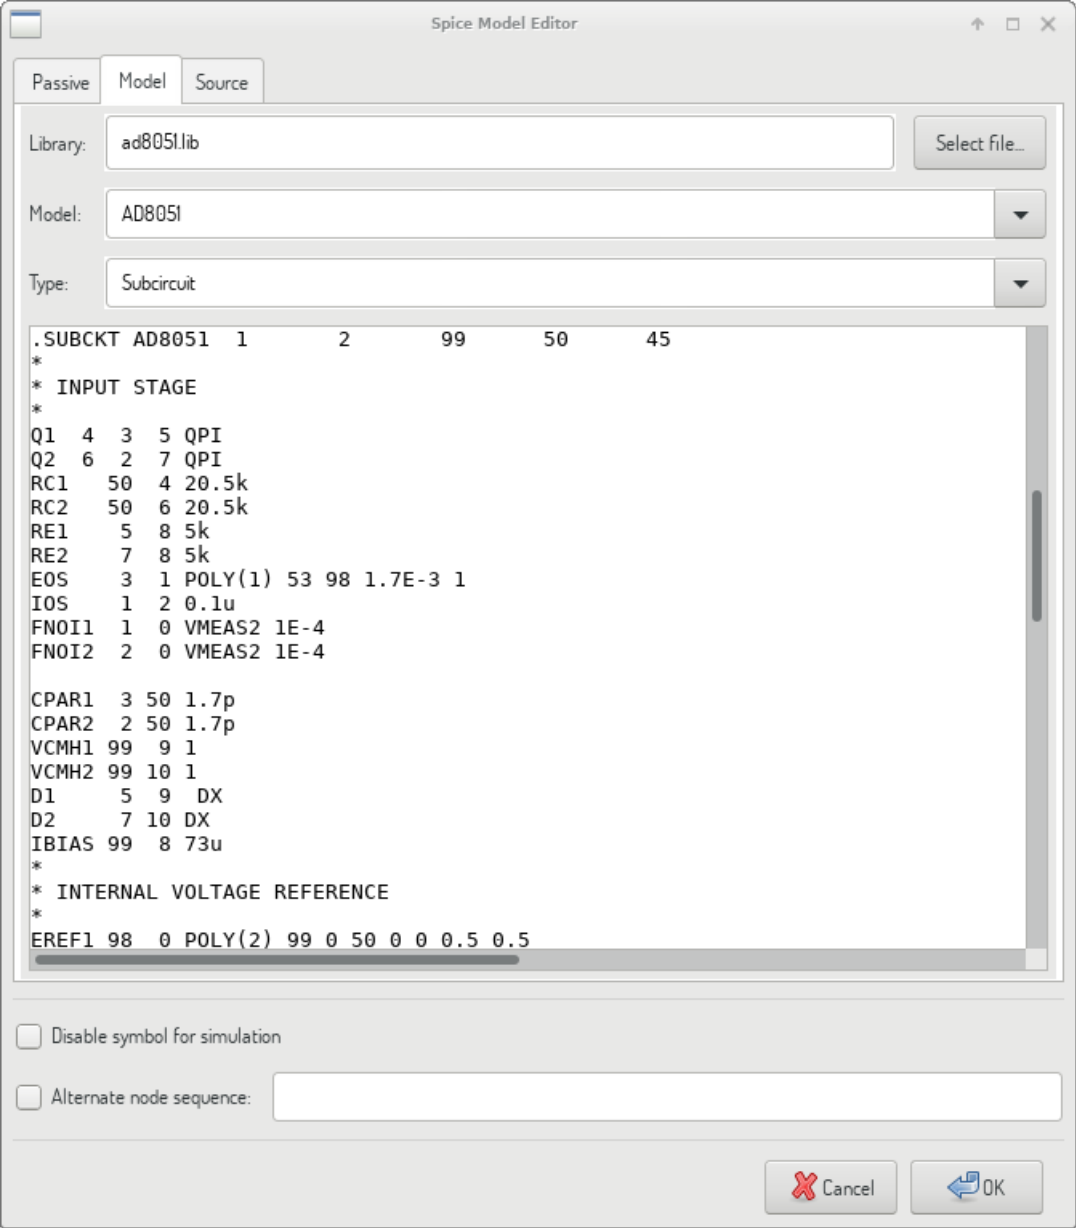 Spice Model Editor
Passive Model Source
Library: ad8051.lib Select file...
Model: AD8051
Type: Subcircuit
.SUBCKT AD8051 1 2 99 50 45
*
* INPUT STAGE
*
Q1 4 3 5 QPI
Q2 6 2 7 QPI
RC1 50 4 20.5k
RC2 50 6 20.5k
RE1 5 8 5k
RE2 7 8 5k
EOS 3 1 POLY(1) 53 98 1.7E-3 1
IOS 1 2 0.1u
FNOI1 1 0 VMEAS2 1E-4
FNOI2 2 0 VMEAS2 1E-4
CPAR1 3 50 1.7p
CPAR2 2 50 1.7p
VCMH1 99 9 1
VCMH2 99 10 1
D1 5 9 DX
D2 7 10 DX
IBIAS 99 8 73u
*
* INTERNAL VOLTAGE REFERENCE
*
EREF1 98 0 POLY(2) 99 0 50 0 0 0.5 0.5
Disable symbol for simulation
Alternate node sequence:
Cancel OK